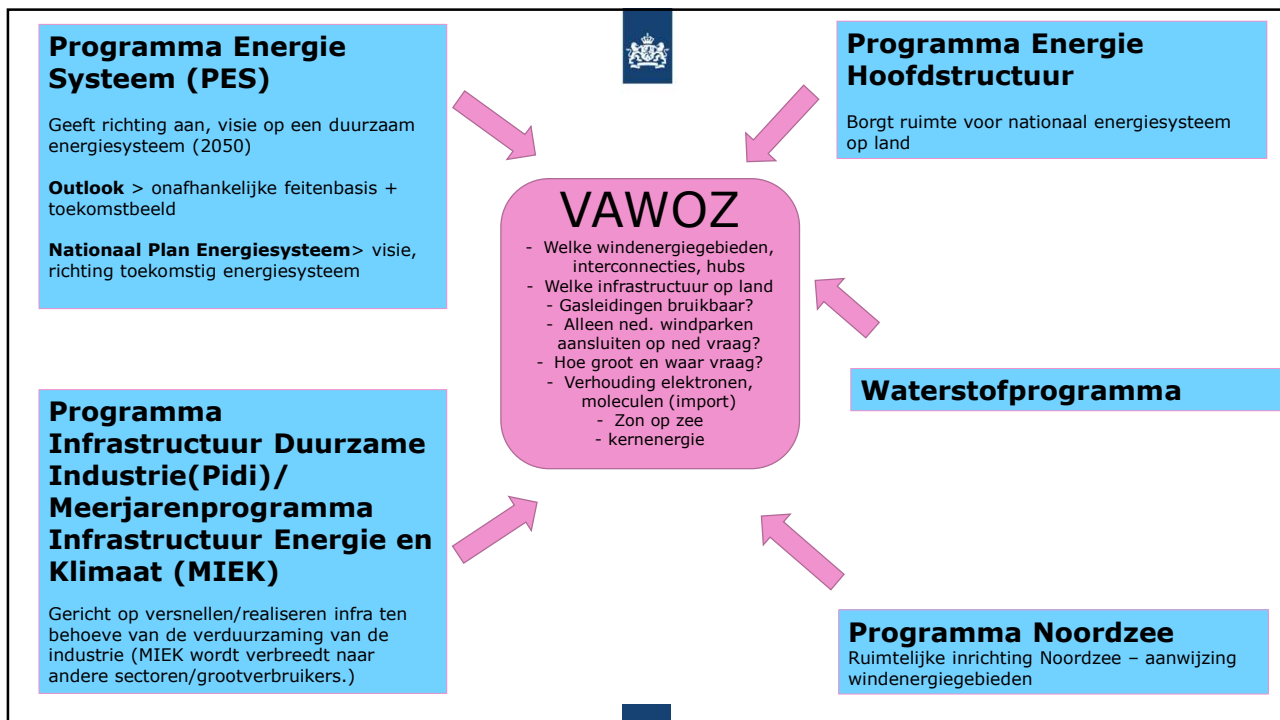 Programma Energie
Systeem (PES)
Geeft richting aan, visie op een duurzaam
energiesysteem (2050)
Outlook > onafhankelijke feitenbasis +
toekomstbeeld
Nationaal Plan Energiesysteem> visie,
richting toekomstig energiesysteem
Programma
Infrastructuur Duurzame
Industrie(Pidi)/
Meerjarenprogramma
Infrastructuur Energie en
Klimaat (MIEK)
Gericht op versnellen/realiseren infra ten
behoeve van de verduurzaming van de
industrie (MIEK wordt verbreedt naar
andere sectoren/grootverbruikers.)
VAWOZ
- Welke windenergiegebieden,
interconnecties, hubs
- Welke infrastructuur op land
- Gasleidingen bruikbaar?
- Alleen ned. windparken
aansluiten op ned vraag?
- Hoe groot en waar vraag?
- Verhouding elektronen,
moleculen (import)
- Zon op zee
- kernenergie
Programma Energie
Hoofdstructuur
Borgt ruimte voor nationaal energiesysteem
op land
Waterstofprogramma
Programma Noordzee
Ruimtelijke inrichting Noordzee – aanwijzing
windenergiegebieden